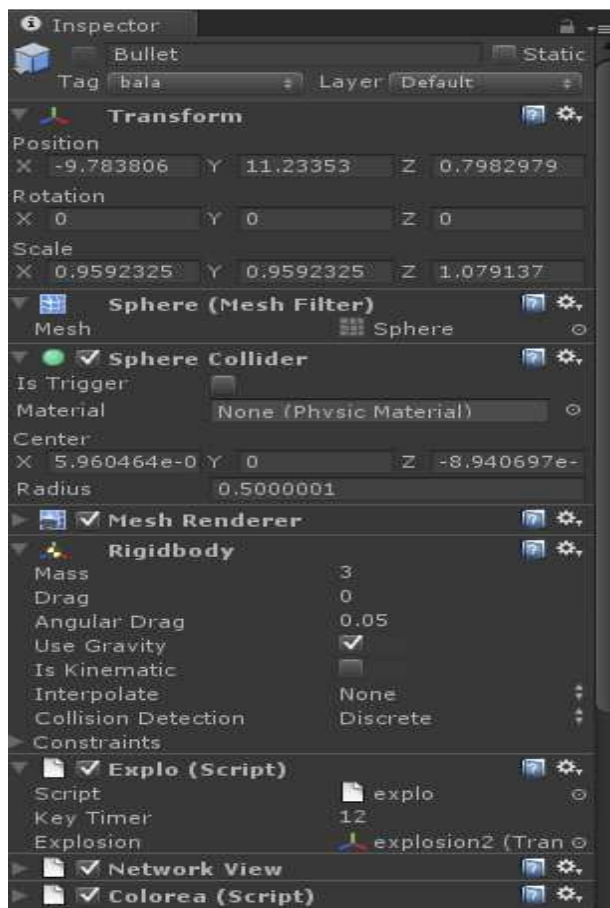 Inspector
Bullet Static
Tag bala Layer Default
Transform
Position
X -9.783806 Y 11.23353 Z 0.7982979
Rotation
X 0 Y 0 Z 0
Scale
X 0.9592325 Y 0.9592325 Z 1.079137
Sphere (Mesh Filter)
Mesh Sphere
Sphere Collider
Is Trigger
Material None (Physic Material)
Center
X 5.960464e-0 Y 0 Z -8.940697e-
Radius 0.5000001
Mesh Renderer
Rigidbody
Mass 3
Drag 0
Angular Drag 0.05
Use Gravity
Is Kinematic
Interpolate None
Collision Detection Discrete
Constraints
Explo (Script)
Script explo
Key Timer 12
Explosion explosion2 (Tran
Network View
Colorea (Script)